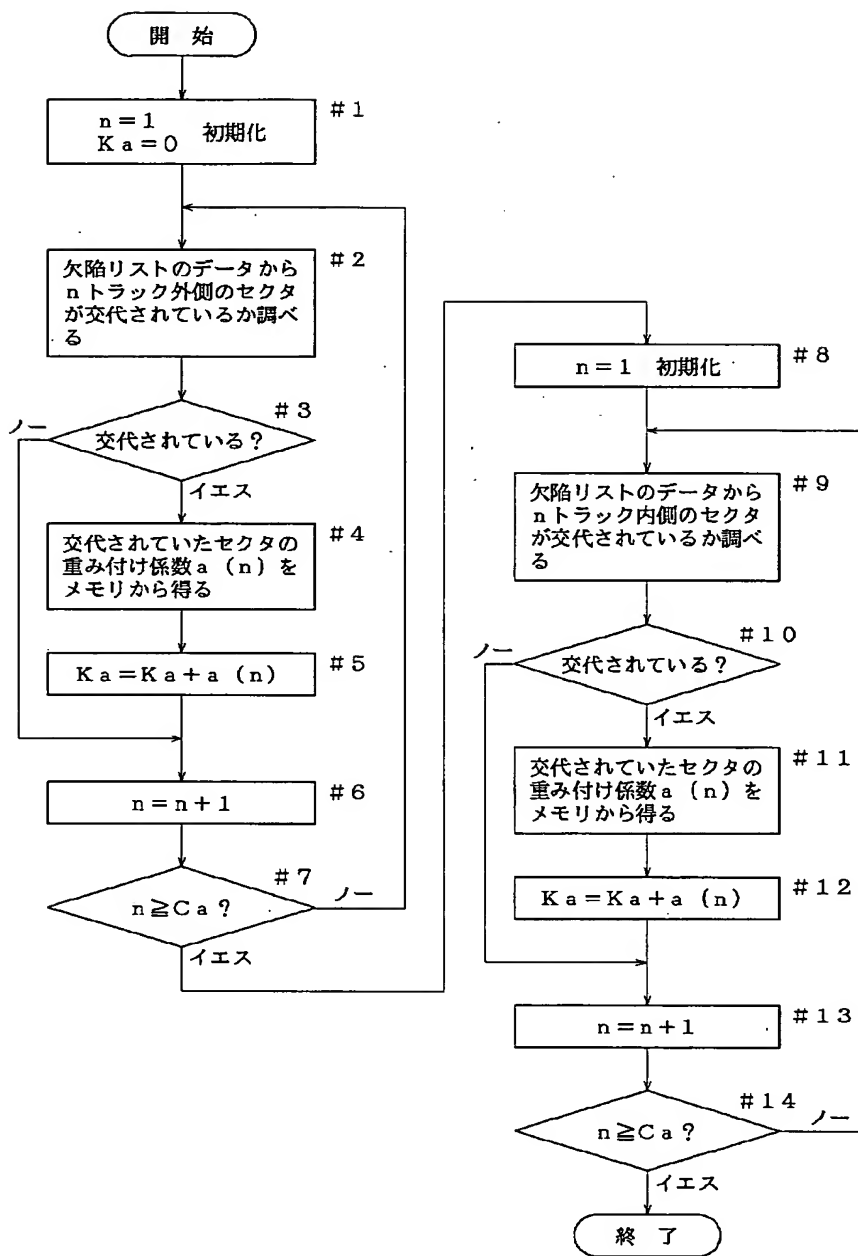 開 始
#1
n=1
Ka=0 初期化
#2
欠陥リストのデータから
nトラック外側のセクタ
が交代されているか調べ
る
#3
ノー
交代されている?
イエス
#4
交代されていたセクタの
重み付け係数a (n)を
メモリから得る
#5
Ka=Ka+a (n)
#6
n=n+1
#7
n≧Ca?
ノー
イエス
#8
n=1 初期化
#9
欠陥リストのデータから
nトラック内側のセクタ
が交代されているか調べ
る
#10
ノー
交代されている?
イエス
#11
交代されていたセクタの
重み付け係数a (n)を
メモリから得る
#12
Ka=Ka+a (n)
#13
n=n+1
#14
n≧Ca?
ノー
イエス
終 了